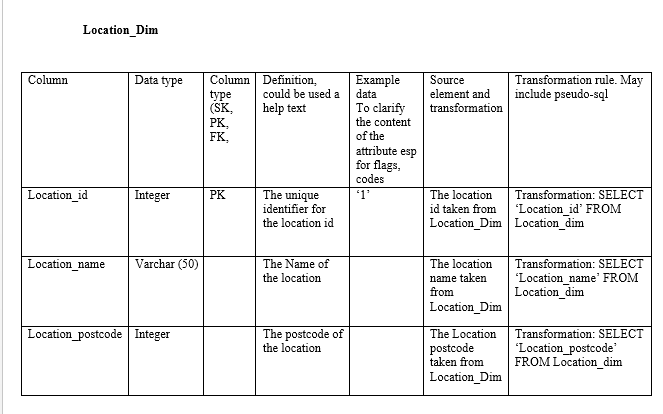 Location_Dim
Column
Data type
Column
type
(SK,
PK,
FK,
Definition,
could be used a
help text
Example
data
To clarify
the content
of the
attribute esp
for flags,
codes
Source
element and
transformation
Transformation rule. May
include pseudo-sql
Location_id
Integer
PK
The unique
identifier for
the location id
‘1’
The location
id taken from
Location_Dim
Transformation: SELECT
‘Location_id’ FROM
Location_dim
Location_name
Varchar (50)
The Name of
the location
The location
name taken
from
Location_Dim
Transformation: SELECT
‘Location_name’ FROM
Location_dim
Location_postcode
Integer
The postcode of
the location
The Location
postcode
taken from
Location_Dim
Transformation: SELECT
‘Location_postcode’
FROM Location_dim